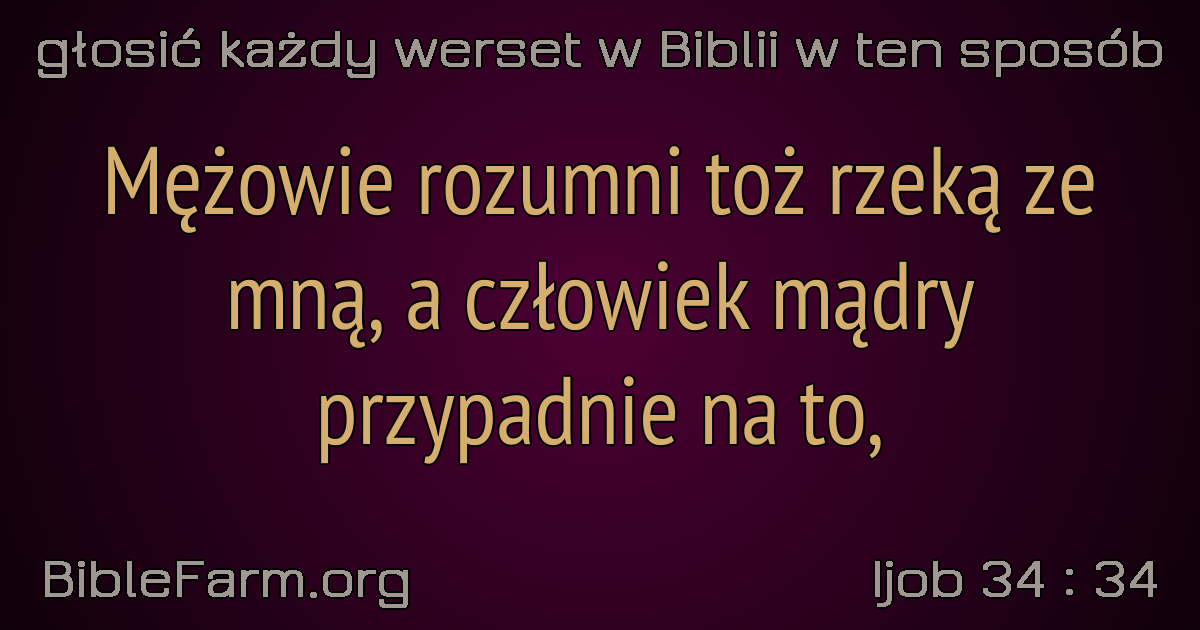 głosić każdy werset w Biblii w ten sposób
Mężowie rozumni toż rzeką ze
mną, a człowiek mądry
przypadnie na to,
BibleFarm.org
Ijob 34 : 34